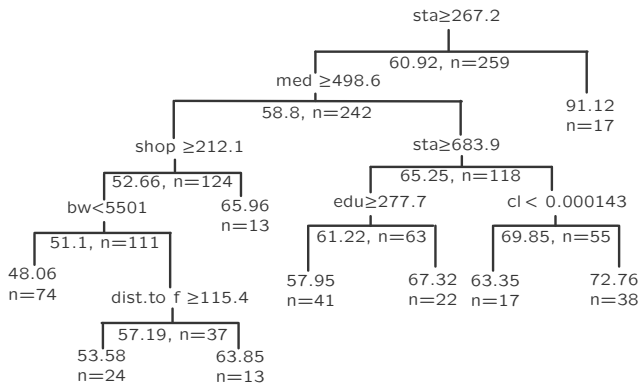 sta≥267.2
60.92, n=259
med ≥498.6
91.12
n=17
58.8, n=242
shop ≥212.1
sta≥683.9
52.66, n=124
65.25, n=118
bw<5501
65.96
n=13
edu≥277.7
cl < 0.000143
51.1, n=111
61.22, n=63
69.85, n=55
48.06
n=74
57.95
n=41
67.32
n=22
63.35
n=17
72.76
n=38
dist.to f ≥115.4
57.19, n=37
53.58
n=24
63.85
n=13